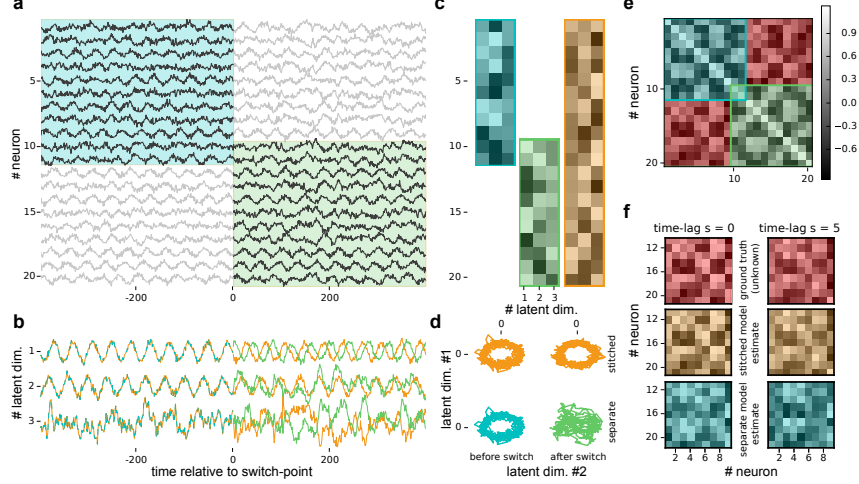 a
# neuron
5
10
15
20
-200
0
200
b
# latent dim.
1
2
3
-200
0
200
time relative to switch-point
c
5
10
15
20
1 2 3
# latent dim.
d
0 0
latent dim. #1
0
0
stitched
separate
before switch after switch
latent dim. #2
e
# neuron
10
20
10 20
0.9
0.6
0.3
0.0
-0.3
-0.6
f
time-lag s = 0 time-lag s = 5
# neuron
12
16
20
12
16
20
12
16
20
ground truth
(unknown)
stitched model
estimate
separate model
estimate
2 4 6 8 2 4 6 8
# neuron